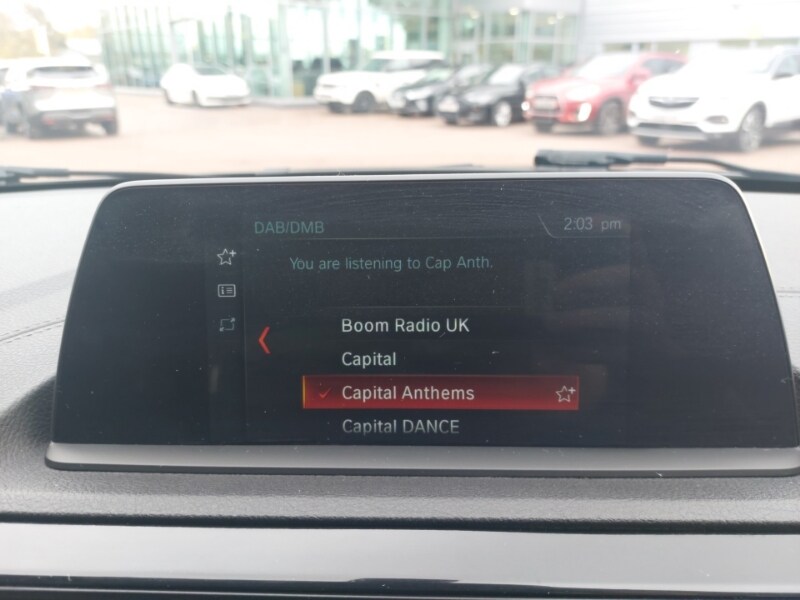 DAB/DMB
2:03 pm
You are listening to Cap Anth.
Boom Radio UK
Capital
Capital Anthems
Capital DANCE